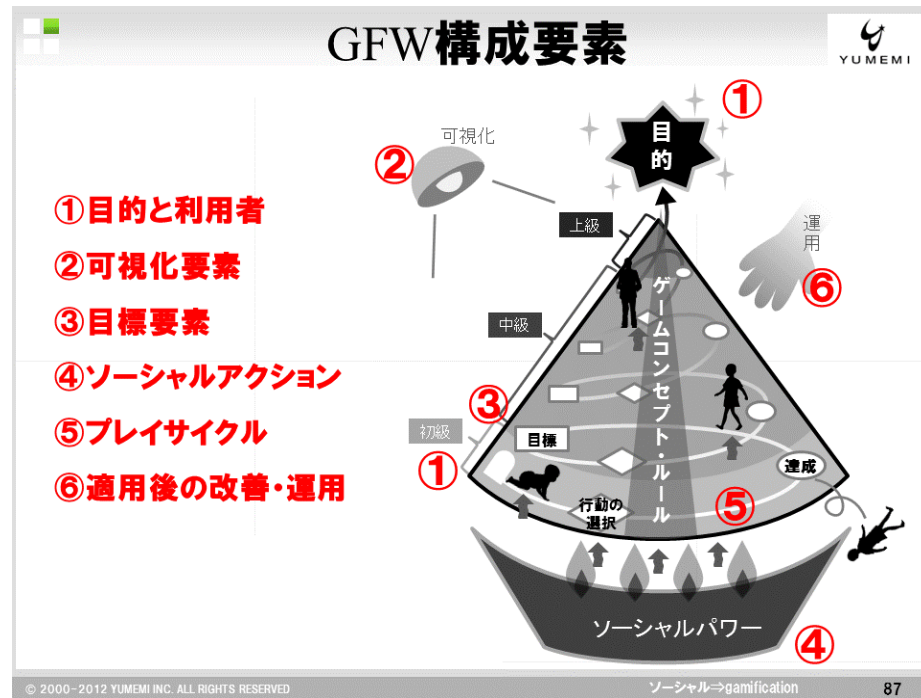 GFW構成要素
YUMEMI
①
目的
可視化
②
①目的と利用者
上級
運用
②可視化要素
⑥
ゲームコンセプト・ルール
③目標要素
中級
④ソーシャルアクション
③
⑤プレイサイクル
初級
目標
①
達成
⑥適用後の改善・運用
行動の
選択
⑤
ソーシャルパワー
④
© 2000-2012 YUMEMI INC. ALL RIGHTS RESERVED
ソーシャル⇒gamification
87